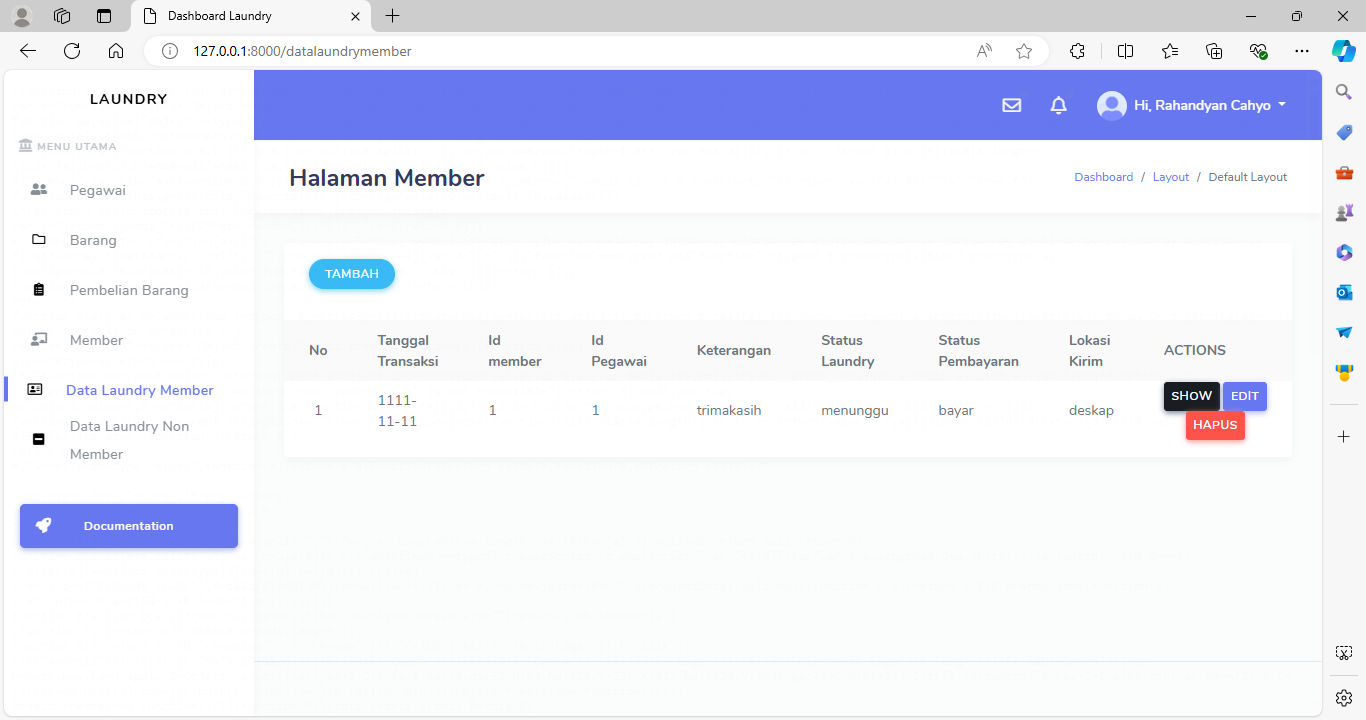 Dashboard Laundry
127.0.0.1:8000/datalaundrymember
LAUNDRY
Hi, Rahandyan Cahyo
MENU UTAMA
Pegawai
Barang
Pembelian Barang
Member
Data Laundry Member
Data Laundry Non
Member
Documentation
Halaman Member
Dashboard / Layout / Default Layout
TAMBAH
No
Tanggal
Transaksi
Id
member
Id
Pegawai
Keterangan
Status
Laundry
Status
Pembayaran
Lokasi
Kirim
ACTIONS
1
1111-
11-11
1
1
trimakasih
menunggu
bayar
deskap
SHOW EDIT
HAPUS